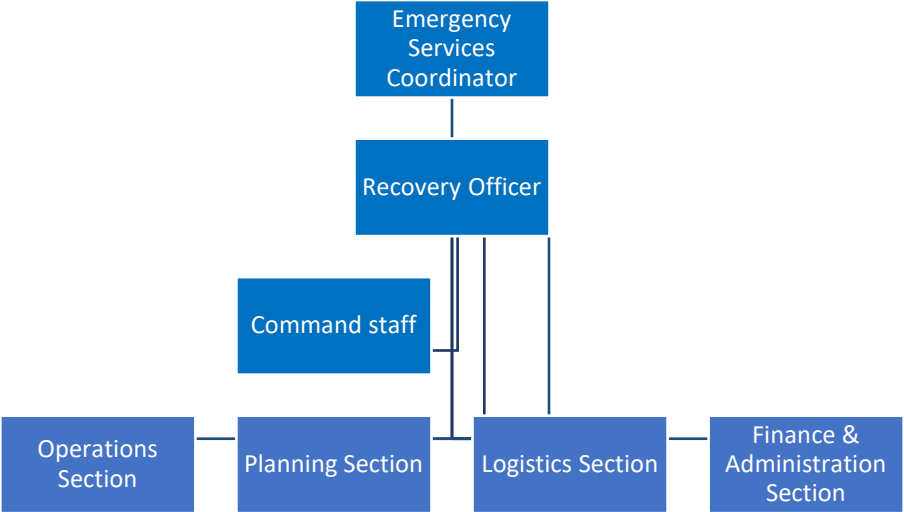 Emergency
Services
Coordinator
Recovery Officer
Command staff
Operations
Section
Planning Section
Logistics Section
Finance &
Administration
Section